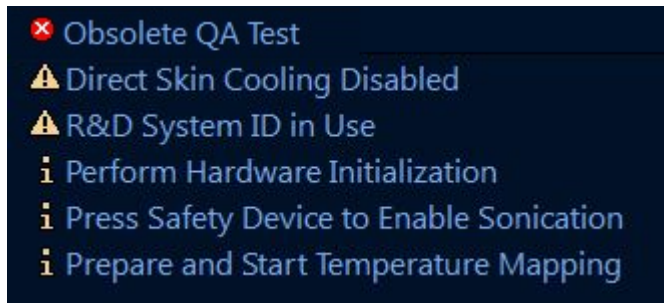 Obsolete QA Test
Direct Skin Cooling Disabled
R&D System ID in Use
i Perform Hardware Initialization
i Press Safety Device to Enable Sonication
i Prepare and Start Temperature Mapping